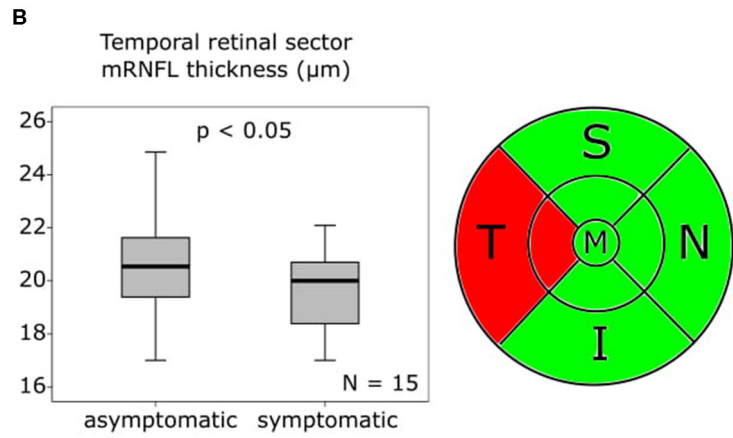 B
Temporal retinal sector
mRNFL thickness (µm)
26
24
22
20
18
16
p < 0.05
N = 15
asymptomatic symptomatic
S
T M N
I